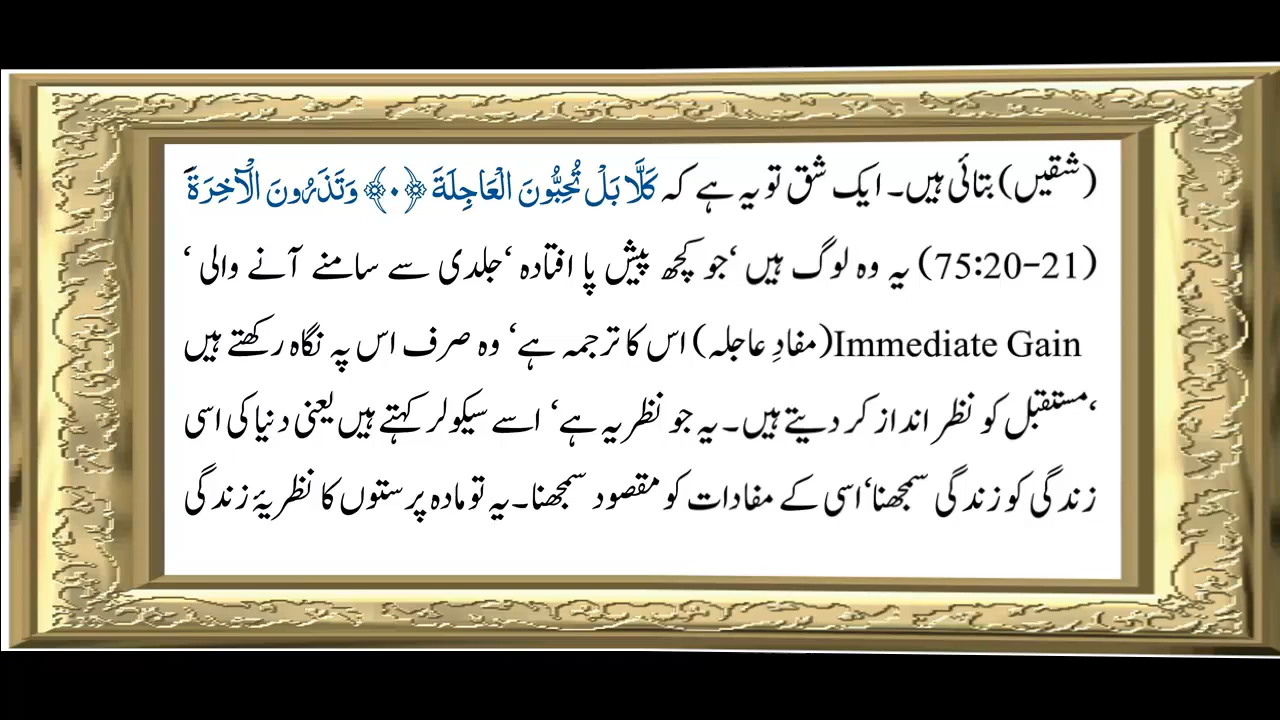 (شقیں) بتائی ہیں۔ ایک شق تو یہ ہے کہ كَلَّا بَلْ تُحِبُّونَ الْعَاجِلَةَ ﴿٠﴾ وَتَذَرُونَ الْآخِرَةَ
(75:20-21) یہ وہ لوگ ہیں ‘جو کچھ پیش پا افتادہ ‘جلدی سے سامنے آنے والی ‘
Immediate Gain(مفادِ عاجلہ) اس کا ترجمہ ہے‘ وہ صرف اس پہ نگاہ رکھتے ہیں
‘مستقبل کو نظر انداز کر دیتے ہیں۔ یہ جو نظریہ ہے‘ اسے سیکولر کہتے ہیں یعنی دنیا کی اسی
زندگی کو زندگی سمجھنا‘اسی کے مفادات کو مقصود سمجھنا۔ یہ تو مادہ پرستوں کا نظریۂ زندگی